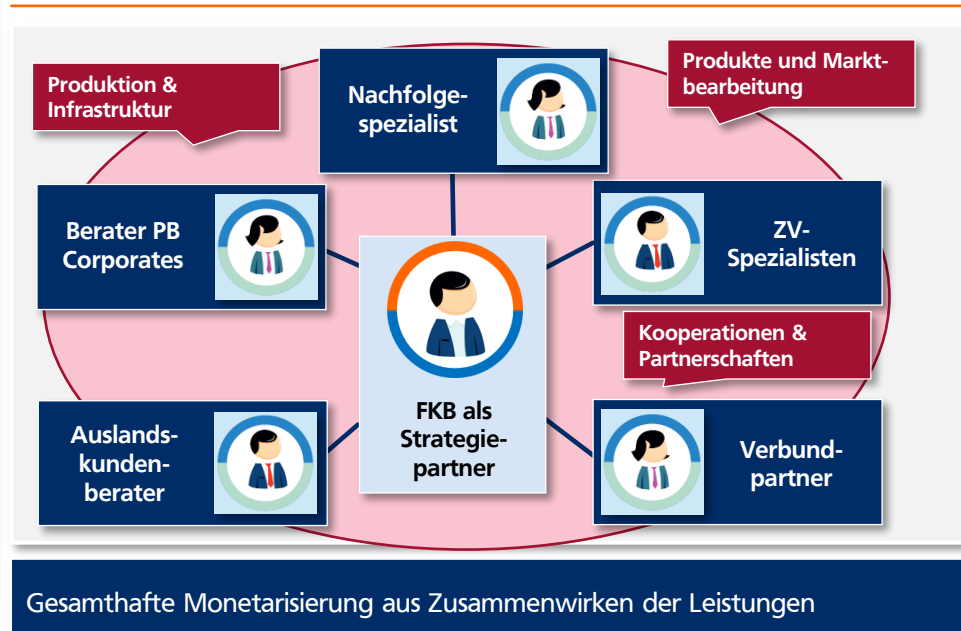 Produktion &
Infrastruktur
Nachfolge-
spezialist
Produkte und Markt-
bearbeitung
Berater PB
Corporates
ZV-
Spezialisten
Kooperationen &
Partnerschaften
FKB als
Strategie-
partner
Auslands-
kunden-
berater
Verbund-
partner
Gesamthafte Monetarisierung aus Zusammenwirken der Leistungen